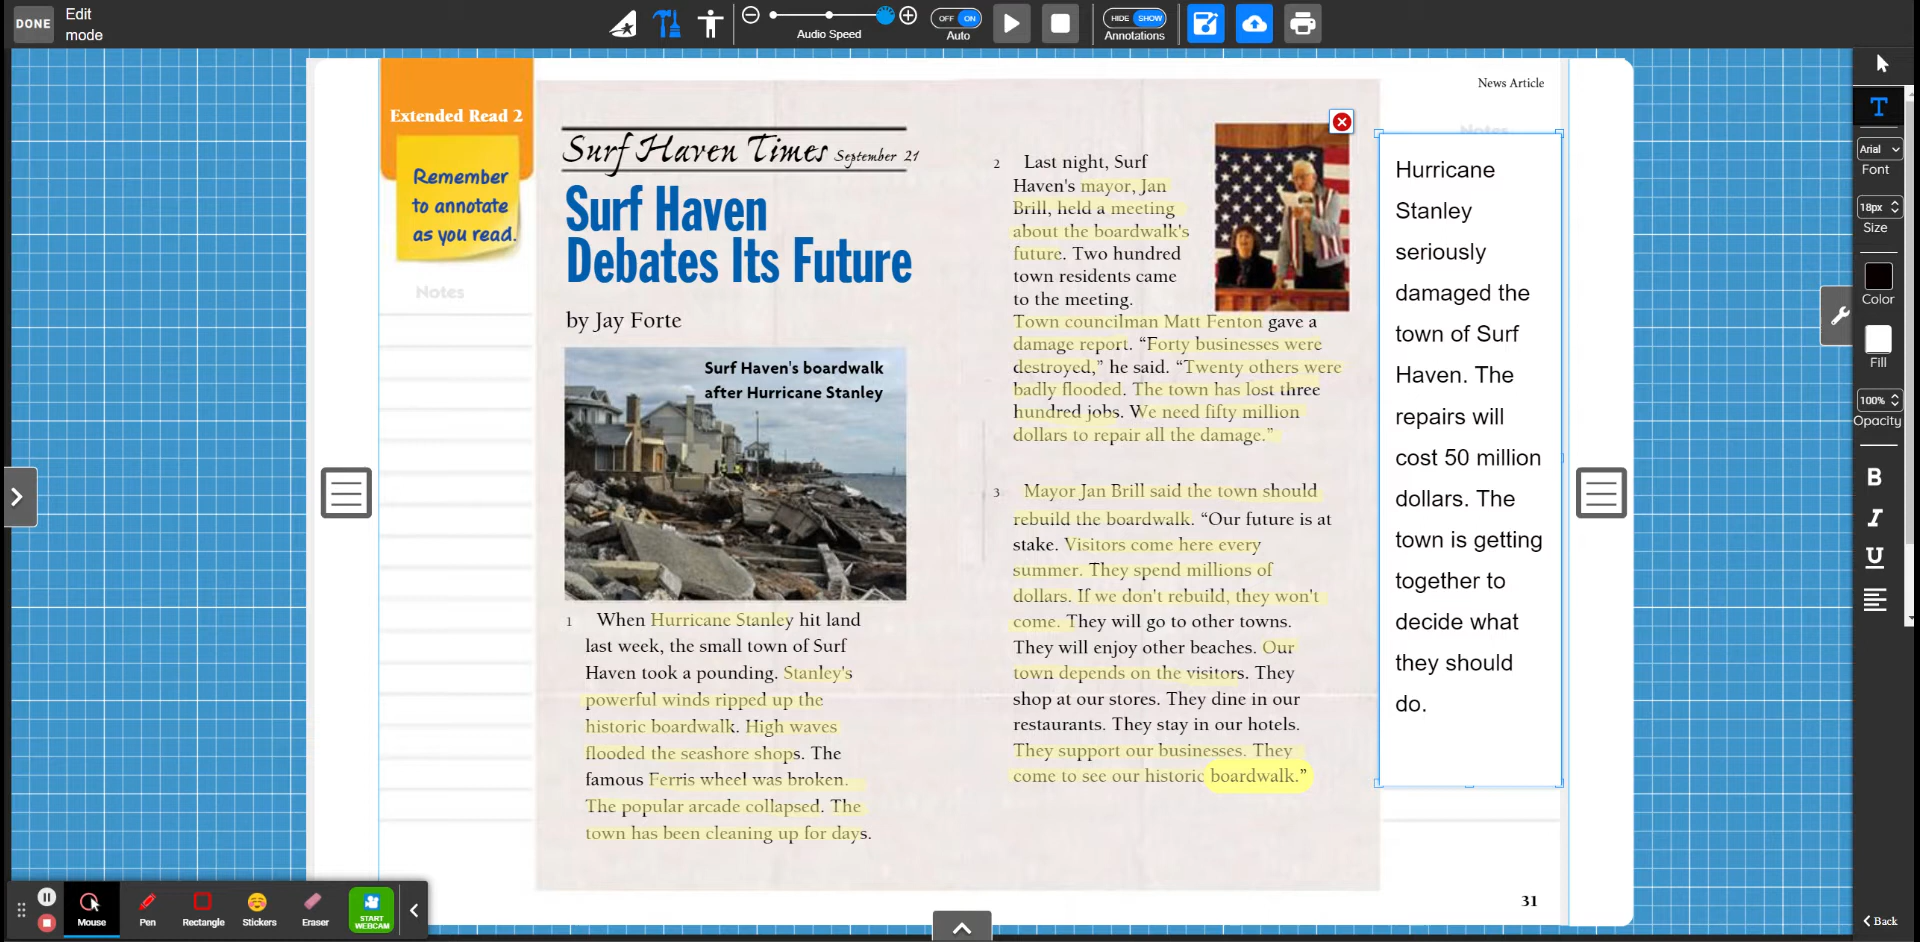 DONE
Edit
mode
Audio Speed
OFF ON
Auto
HIDE SHOW
Annotations
News Article
Extended Read 2
Remember
to annotate
as you read.
Notes
Surf Haven Times September 21
Surf Haven
Debates Its Future
by Jay Forte
Surf Haven's boardwalk
after Hurricane Stanley
1 When Hurricane Stanley hit land
last week, the small town of Surf
Haven took a pounding. Stanley's
powerful winds ripped up the
historic boardwalk. High waves
flooded the seashore shops. The
famous Ferris wheel was broken.
The popular arcade collapsed. The
town has been cleaning up for days.
2 Last night, Surf
Haven's mayor, Jan
Brill, held a meeting
about the boardwalk's
future. Two hundred
town residents came
to the meeting.
Town councilman Matt Fenton gave a
damage report. “Forty businesses were
destroyed,” he said. “Twenty others were
badly flooded. The town has lost three
hundred jobs. We need fifty million
dollars to repair all the damage.”
3 Mayor Jan Brill said the town should
rebuild the boardwalk. “Our future is at
stake. Visitors come here every
summer. They spend millions of
dollars. If we don't rebuild, they won't
come. They will go to other towns.
They will enjoy other beaches. Our
town depends on the visitors. They
shop at our stores. They dine in our
restaurants. They stay in our hotels.
They support our businesses. They
come to see our historic boardwalk.”
Notes
Hurricane
Stanley
seriously
damaged the
town of Surf
Haven. The
repairs will
cost 50 million
dollars. The
town is getting
together to
decide what
they should
do.
31
T
Arial
Font
18px
Size
Color
Fill
100%
Opacity
B
I
U
Back
Mouse
Pen
Rectangle
Stickers
Eraser
START
WEBCAM